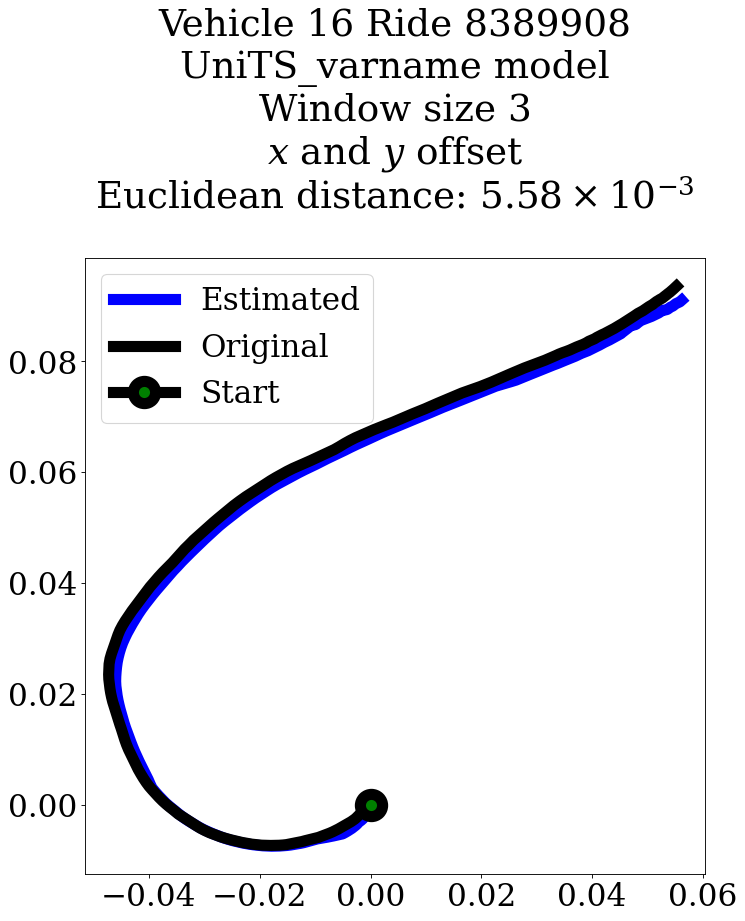 Vehicle 16 Ride 8389908
UniTS_varname model
Window size 3
x and y offset
Euclidean distance: 5.58 × 10⁻³
Estimated
Original
Start
0.08
0.06
0.04
0.02
0.00
−0.04 −0.02 0.00 0.02 0.04 0.06